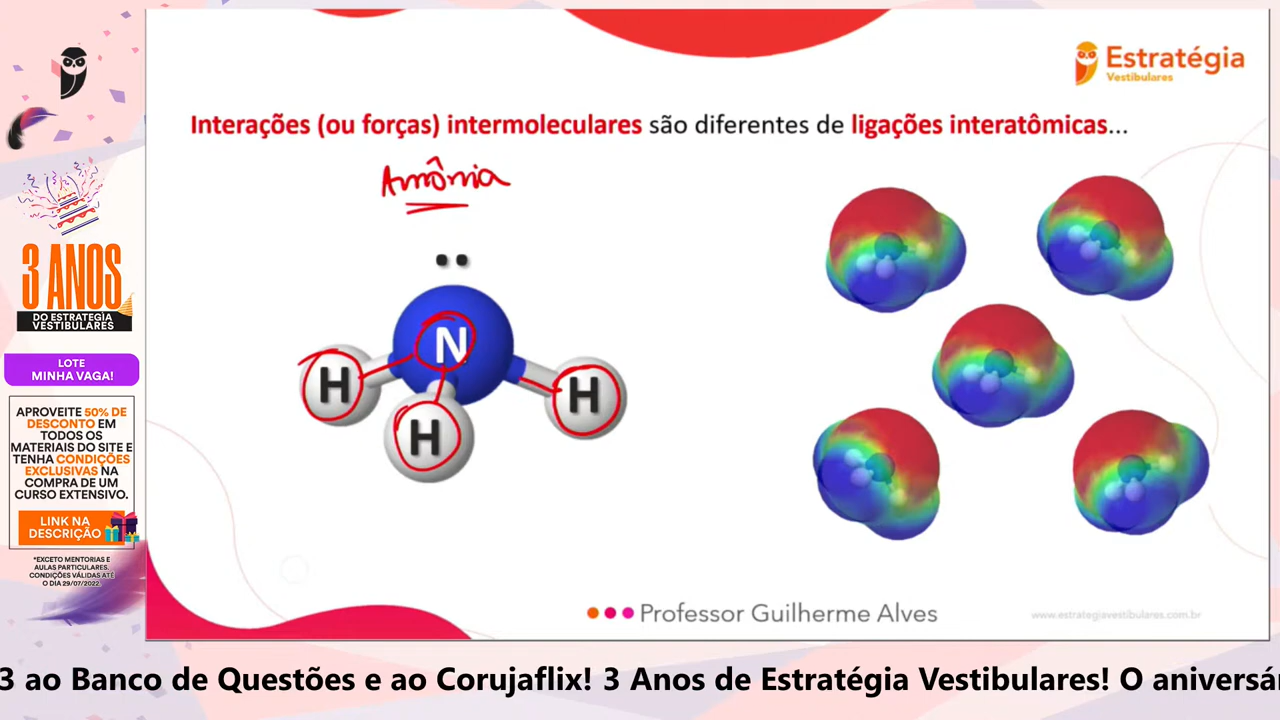 Estratégia
Vestibulares
Interações (ou forças) intermoleculares são diferentes de ligações interatômicas...
Amônia
N
H
H
H
3 ANOS
DO ESTRATEGIA
VESTIBULARES
LOTE
MINHA VAGA!
APROVEITE 50% DE
DESCONTO EM
TODOS OS
MATERIAIS DO SITE E
TENHA CONDIÇÕES
EXCLUSIVAS NA
COMPRA DE UM
CURSO EXTENSIVO.
LINK NA
DESCRIÇÃO
*EXCETO MENTORIAS E
AULAS PARTICULARES.
CONDIÇÕES VÁLIDAS ATÉ
O DIA 29/07/2022.
Professor Guilherme Alves
www.estrategiavestibulares.com.br
3 ao Banco de Questões e ao Corujaflix! 3 Anos de Estratégia Vestibulares! O aniversár